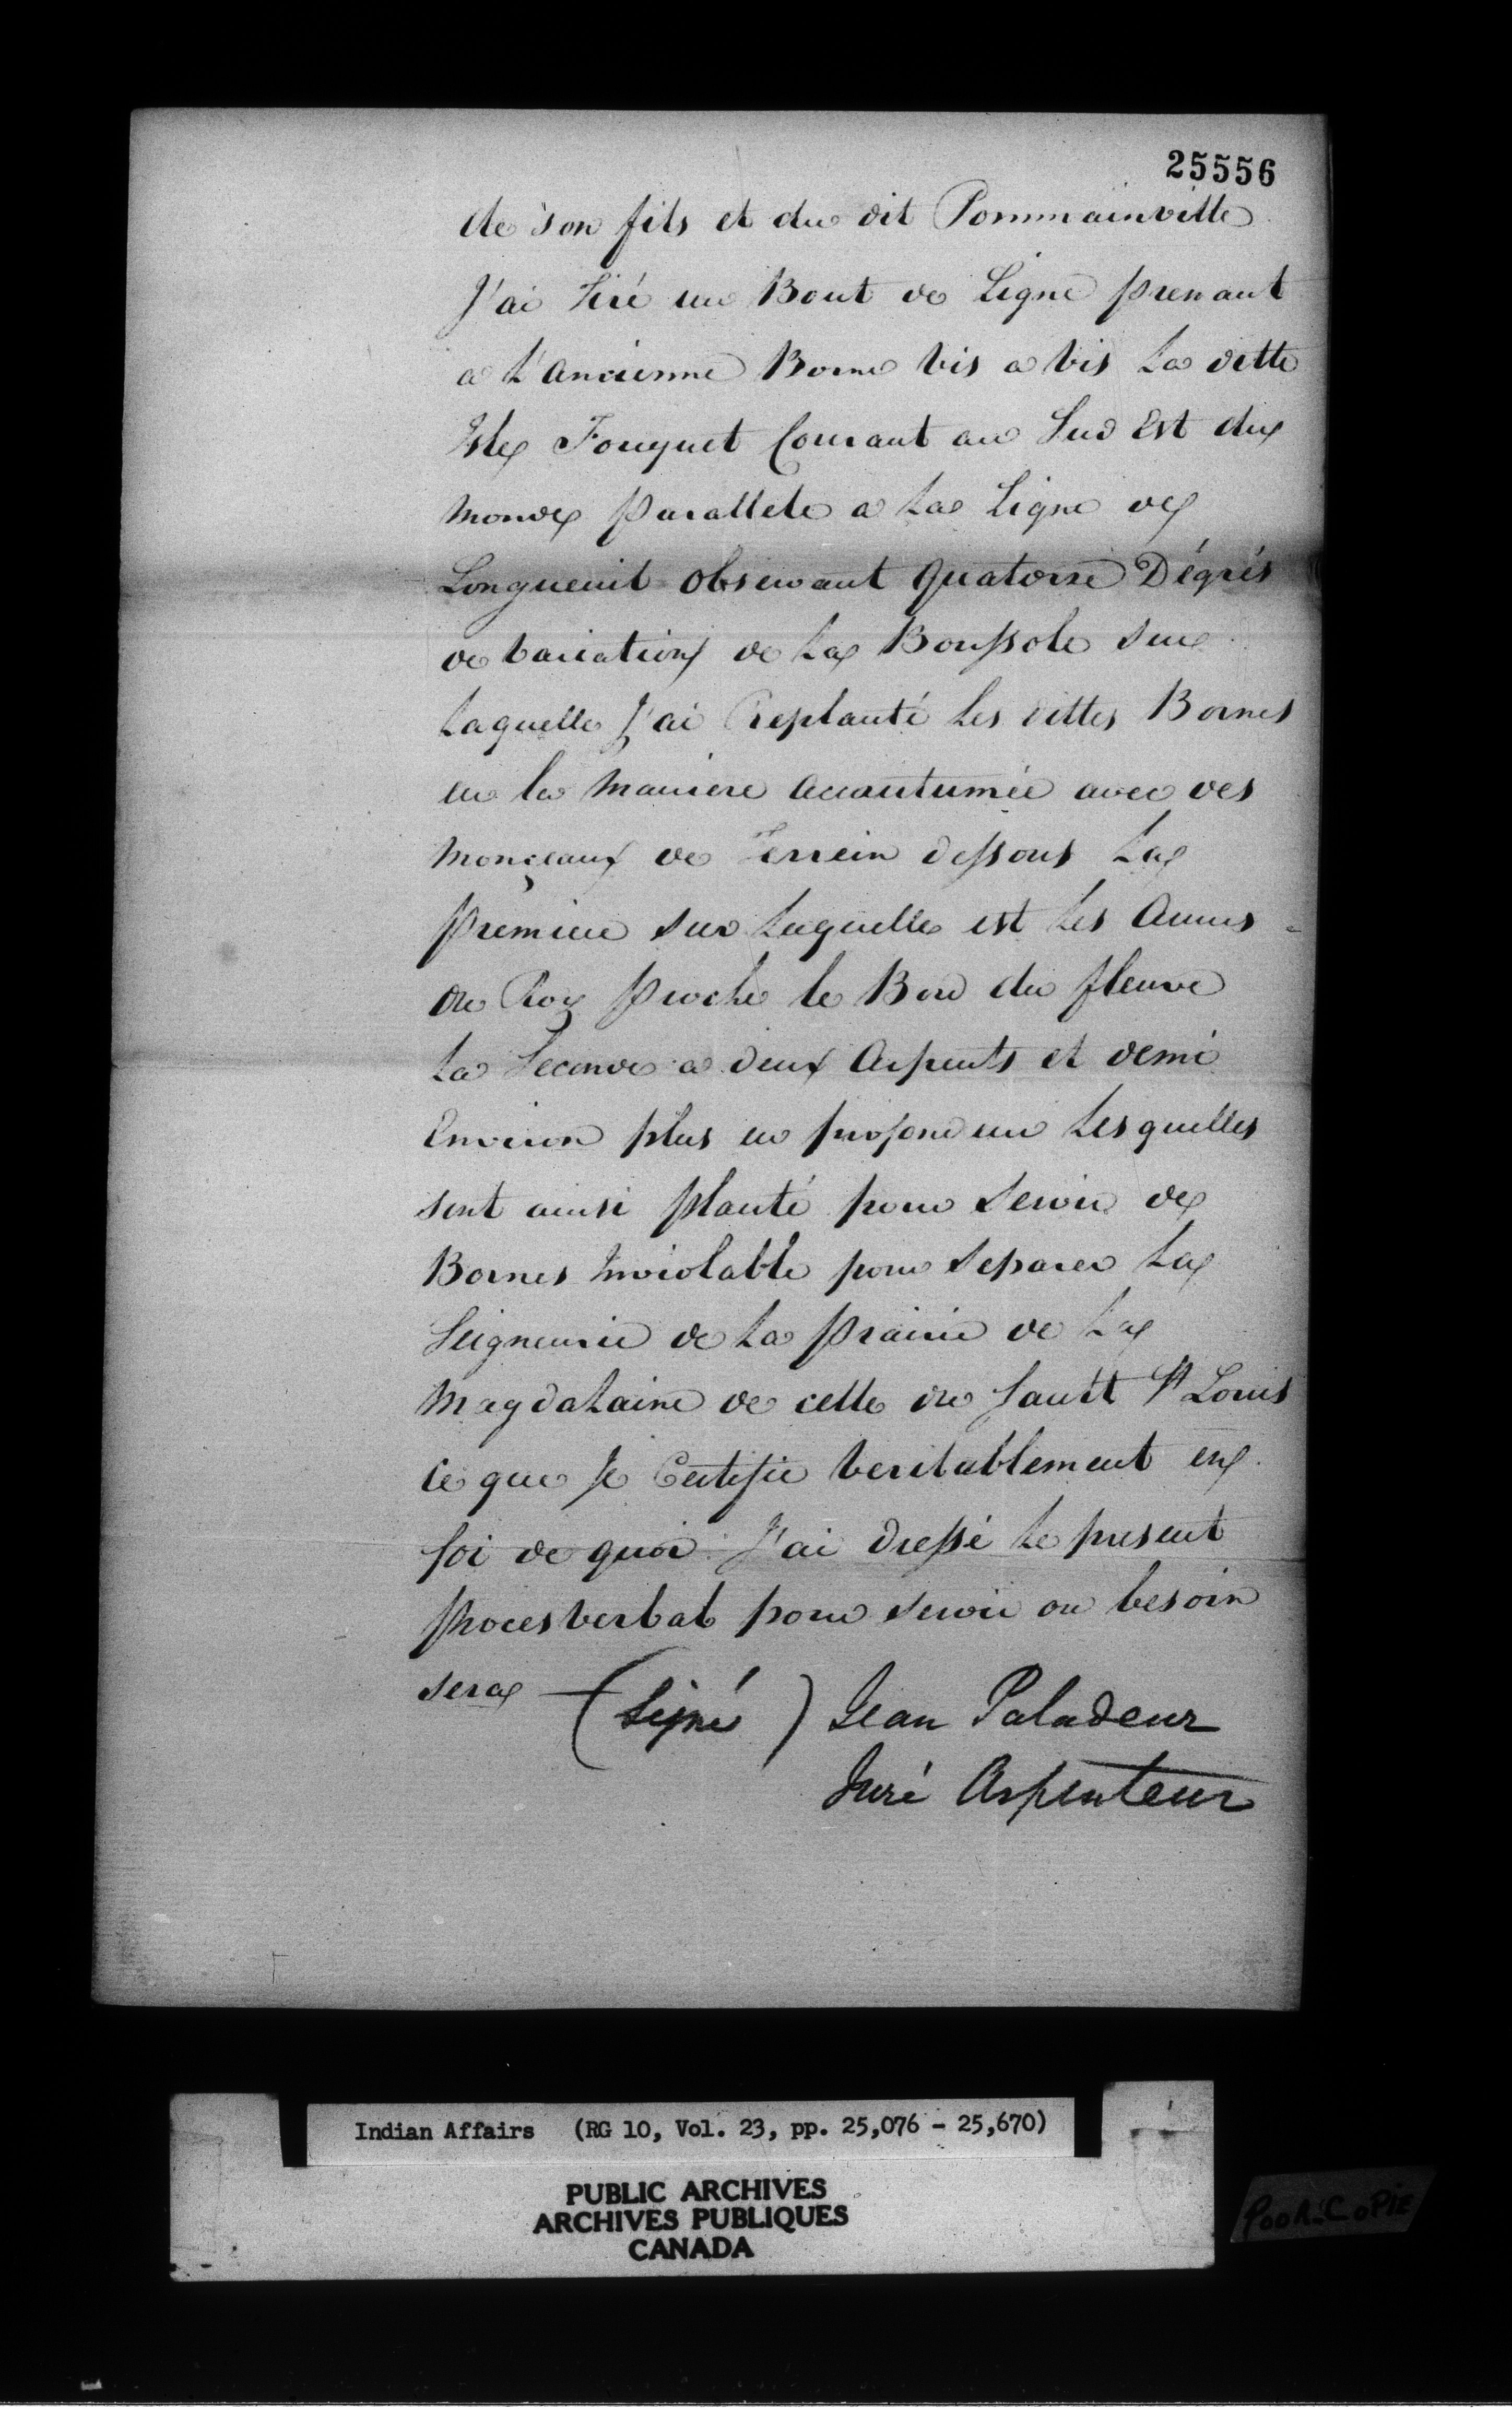 25556
de son fils et du dit Pommainville
J'ai tiré un Bout de Ligne prenant
a L'Ancienne Borne vis a vis La ditte
Isle Fouquet Courant au Sud Est du
monde Parallele a La Ligne de
Longueuil observant Quatorse Dégrés
de variation de La Boussole sur
Laquelle J'ai Replanté Les dittes Bornes
en la maniere accoutumée avec des
monçeaux de Terrein dessous La
premiere sur Laquelle est Les Armes
du Roy proche le Bord du fleuve
La Seconde a deux Arpents et demi
Environ plus en profondeur Lesquelles
sont ainsi planté pour servir de
Bornes Inviolable pour separer La
Seigneurie de La prairie de La
Magdalaine de celle du Sault St Louis
Ce que Je Certifie veritablement en
foi de quoi J'ai dressé Le present
proces verbal pour servir ou besoin
sera (Signé) Jean Paladeur
Juré Arpenteur
Indian Affairs (RG 10, Vol. 23, pp. 25,076 - 25,670)
PUBLIC ARCHIVES
ARCHIVES PUBLIQUES
CANADA
POOR-COPIE